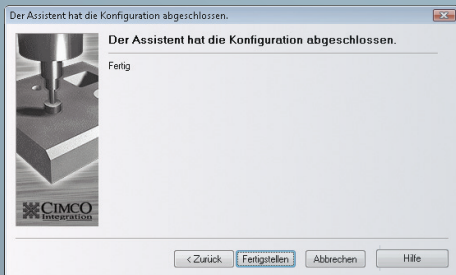 Der Assistent hat die Konfiguration abgeschlossen.
Der Assistent hat die Konfiguration abgeschlossen.
Fertig
CIMCO
Integration
< Zurück
Fertigstellen
Abbrechen
Hilfe